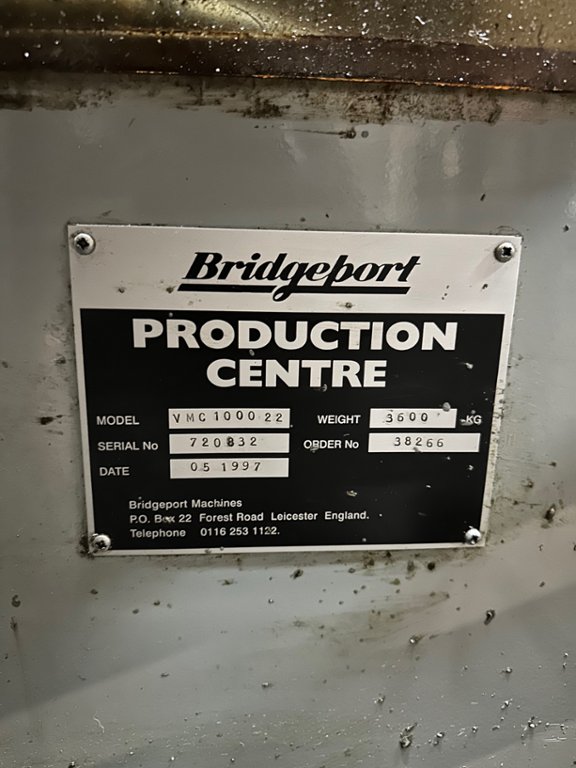 Bridgeport
PRODUCTION
CENTRE
MODEL VMC 1000 22 WEIGHT 3600 KG
SERIAL No 720832 ORDER No 38266
DATE 05 1997
Bridgeport Machines
P.O. Box 22 Forest Road Leicester England.
Telephone 0116 253 1122.